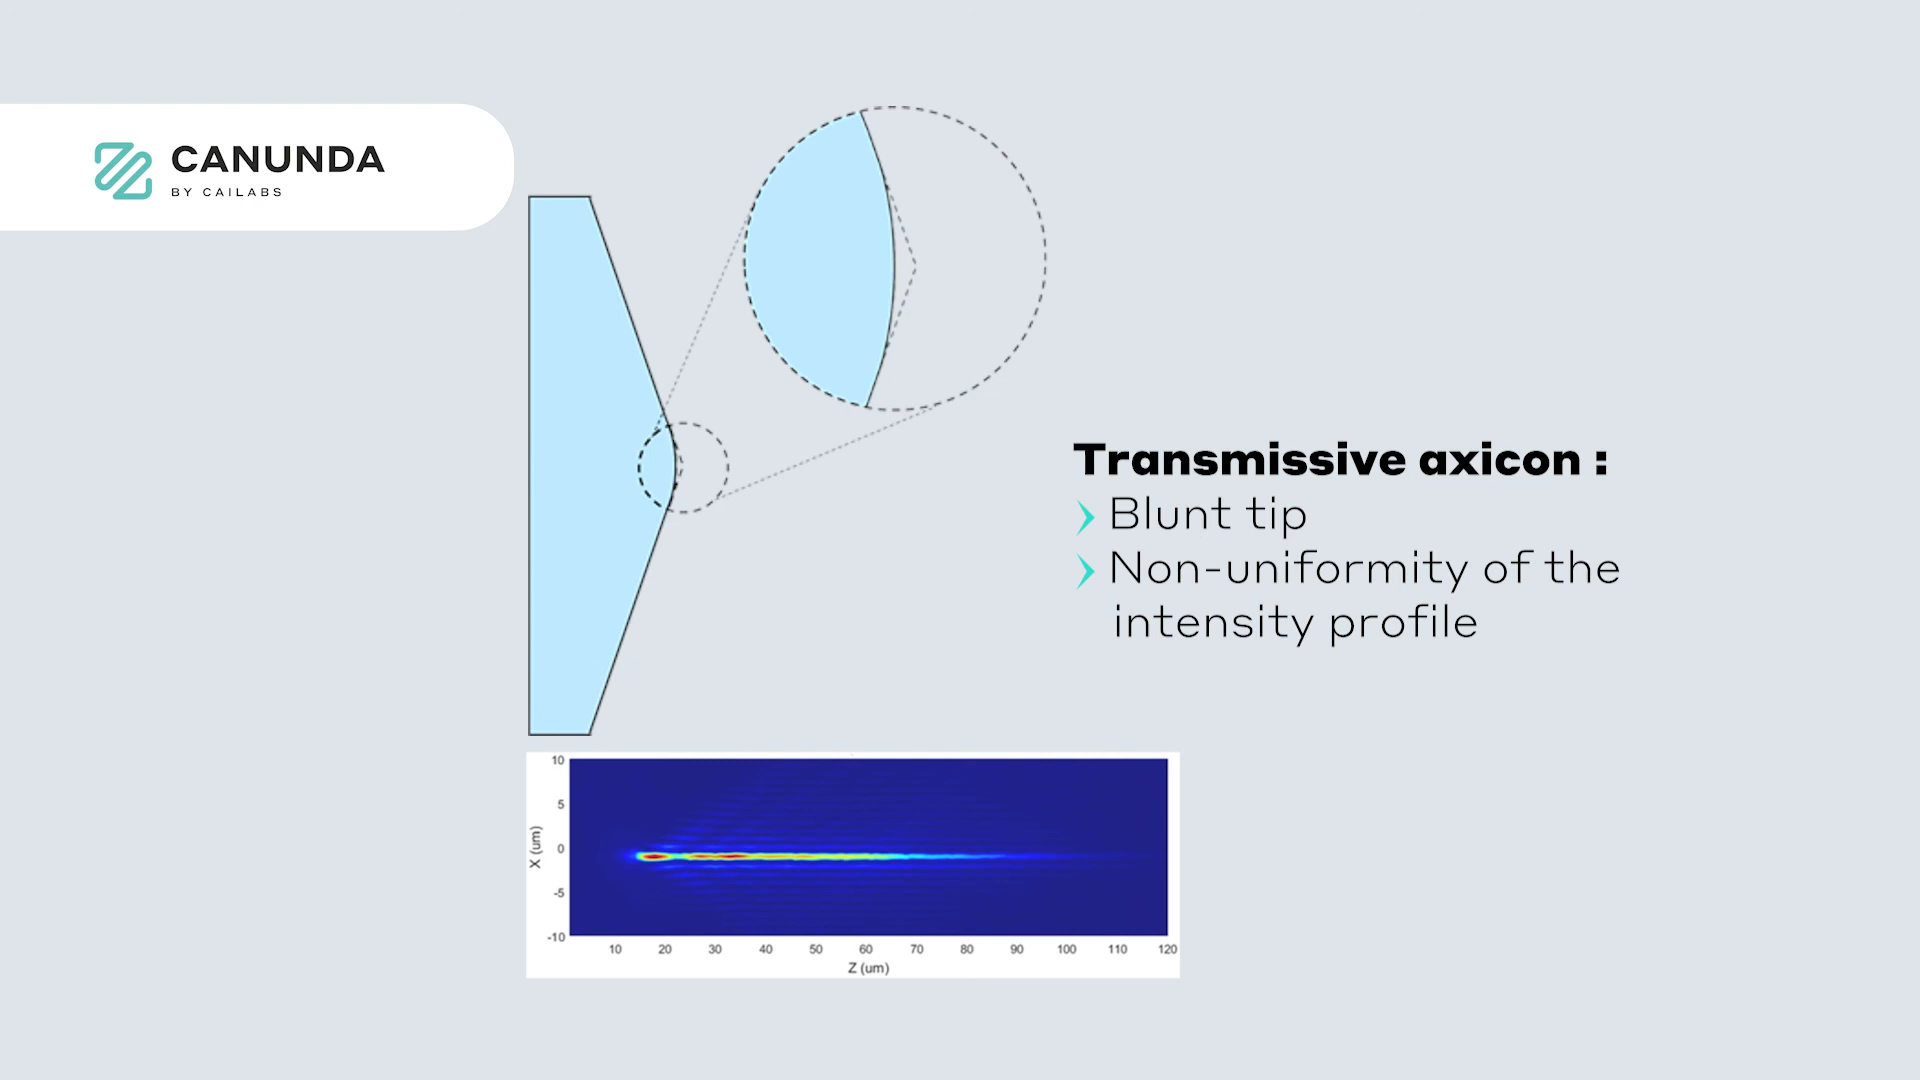 CANUNDA
BY CAILABS
Transmissive axicon :
Blunt tip
Non-uniformity of the
intensity profile
10
5
0
-5
-10
X (um)
10 20 30 40 50 60 70 80 90 100 110 120
Z (um)